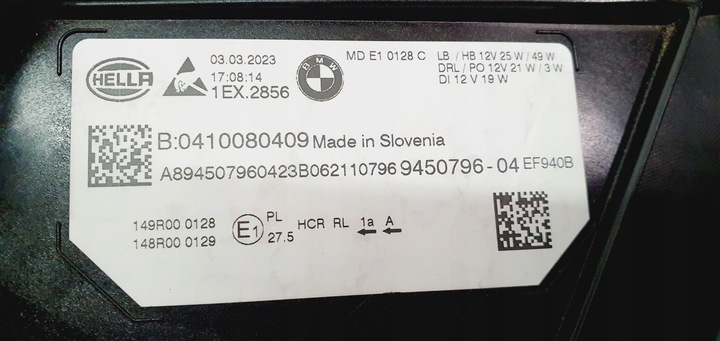 HELLA
03.03.2023
17:08:14
1EX.2856
BMW
MD E1 0128 C
LB / HB 12V 25 W / 49 W
DRL / PO 12V 21 W / 3 W
DI 12 V 19 W
B:0410080409 Made in Slovenia
A894507960423B062110796 9450796-04 EF940B
149R00 0128
148R00 0129
E1
PL
27.5
HCR RL
1a A